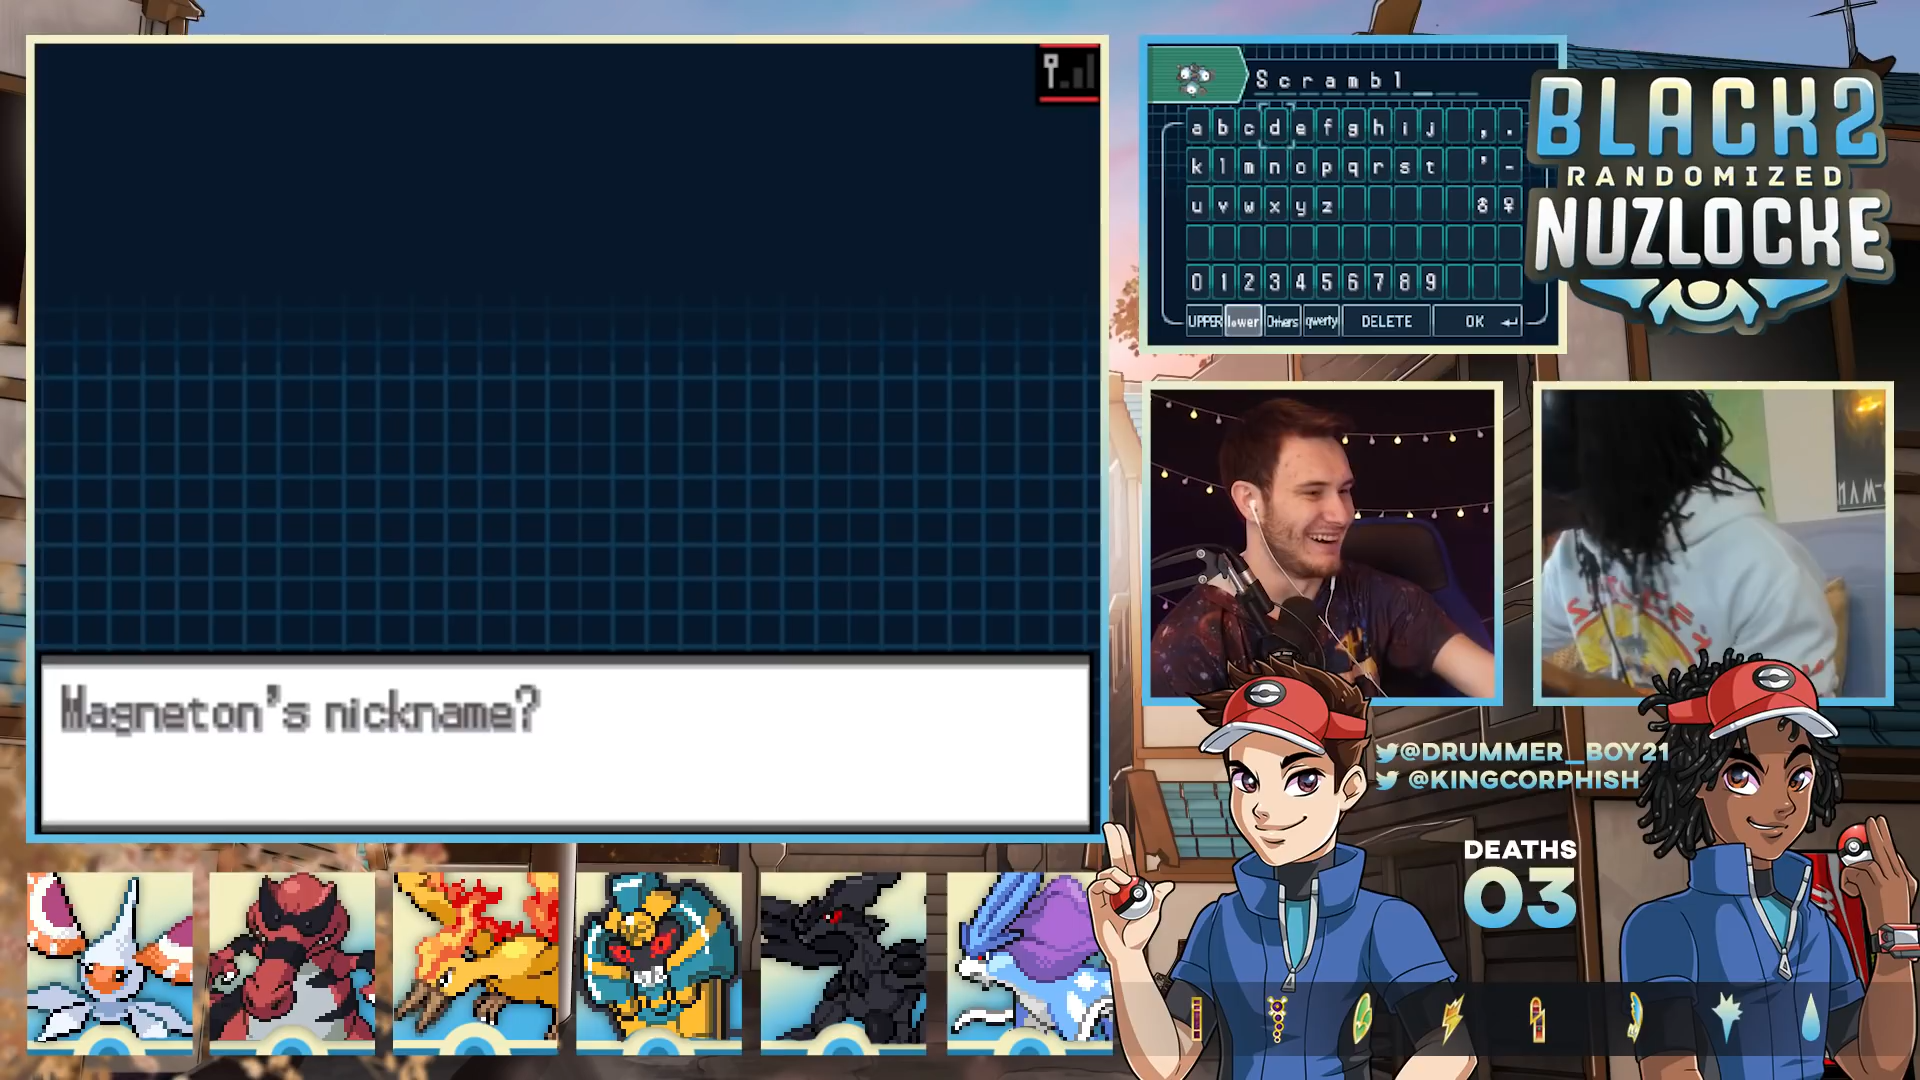 Scrambl
a b c d e f g h i j , .
k l m n o p q r s t ' -
u v w x y z ♂ ♀
0 1 2 3 4 5 6 7 8 9
UPPER lower Others qwerty DELETE OK
BLACK2
RANDOMIZED
NUZLOCKE
Magneton's nickname?
@DRUMMER_BOY21
@KINGCORPHISH
DEATHS
03